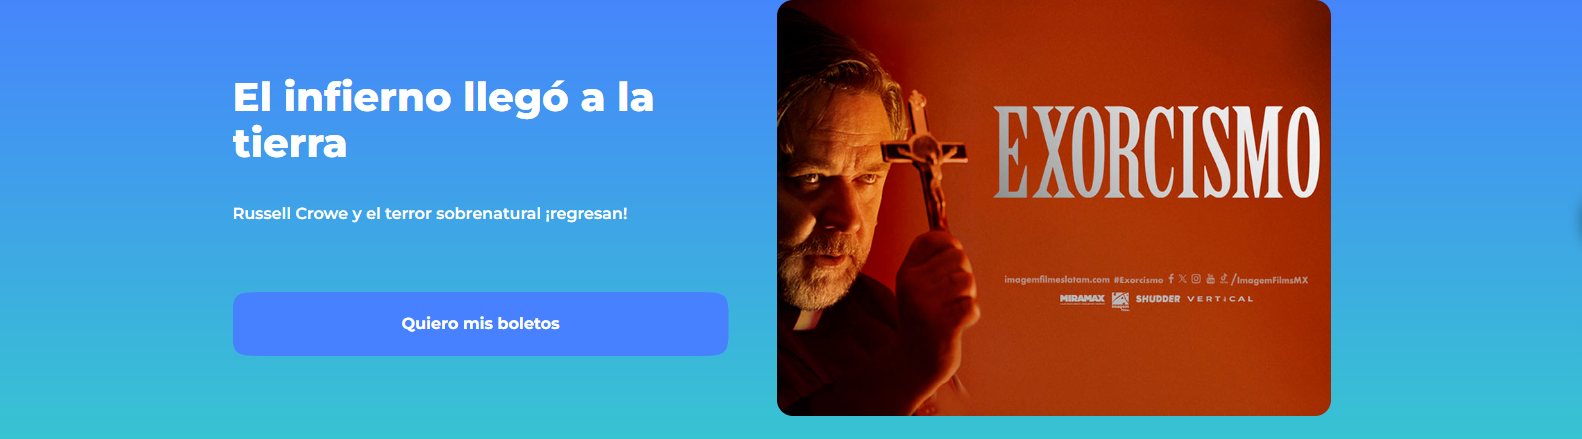 El infierno llegó a la
tierra
Russell Crowe y el terror sobrenatural ¡regresan!
Quiero mis boletos
EXORCISMO
imagemfilmeslatam.com #Exorcismo /ImagemFilmsMX
MIRAMAX SHUDDER VERTICAL